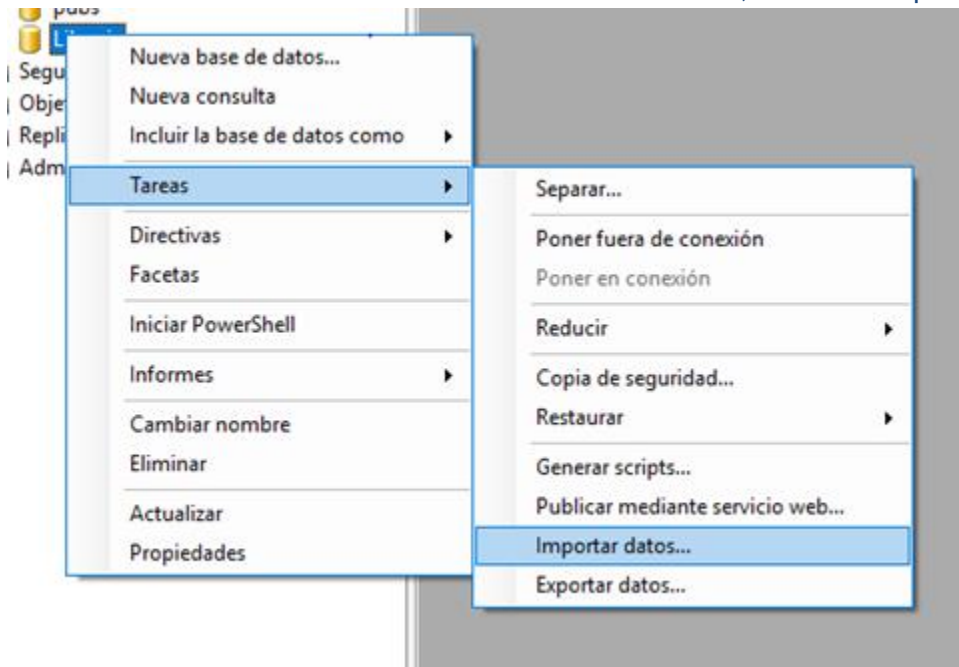 pubs
Nueva base de datos...
Segu
Nueva consulta
Obje
Incluir la base de datos como
Repli
Adm
Tareas
Separar...
Directivas
Poner fuera de conexión
Facetas
Poner en conexión
Iniciar PowerShell
Reducir
Informes
Copia de seguridad...
Cambiar nombre
Restaurar
Eliminar
Generar scripts...
Actualizar
Publicar mediante servicio web...
Propiedades
Importar datos...
Exportar datos...